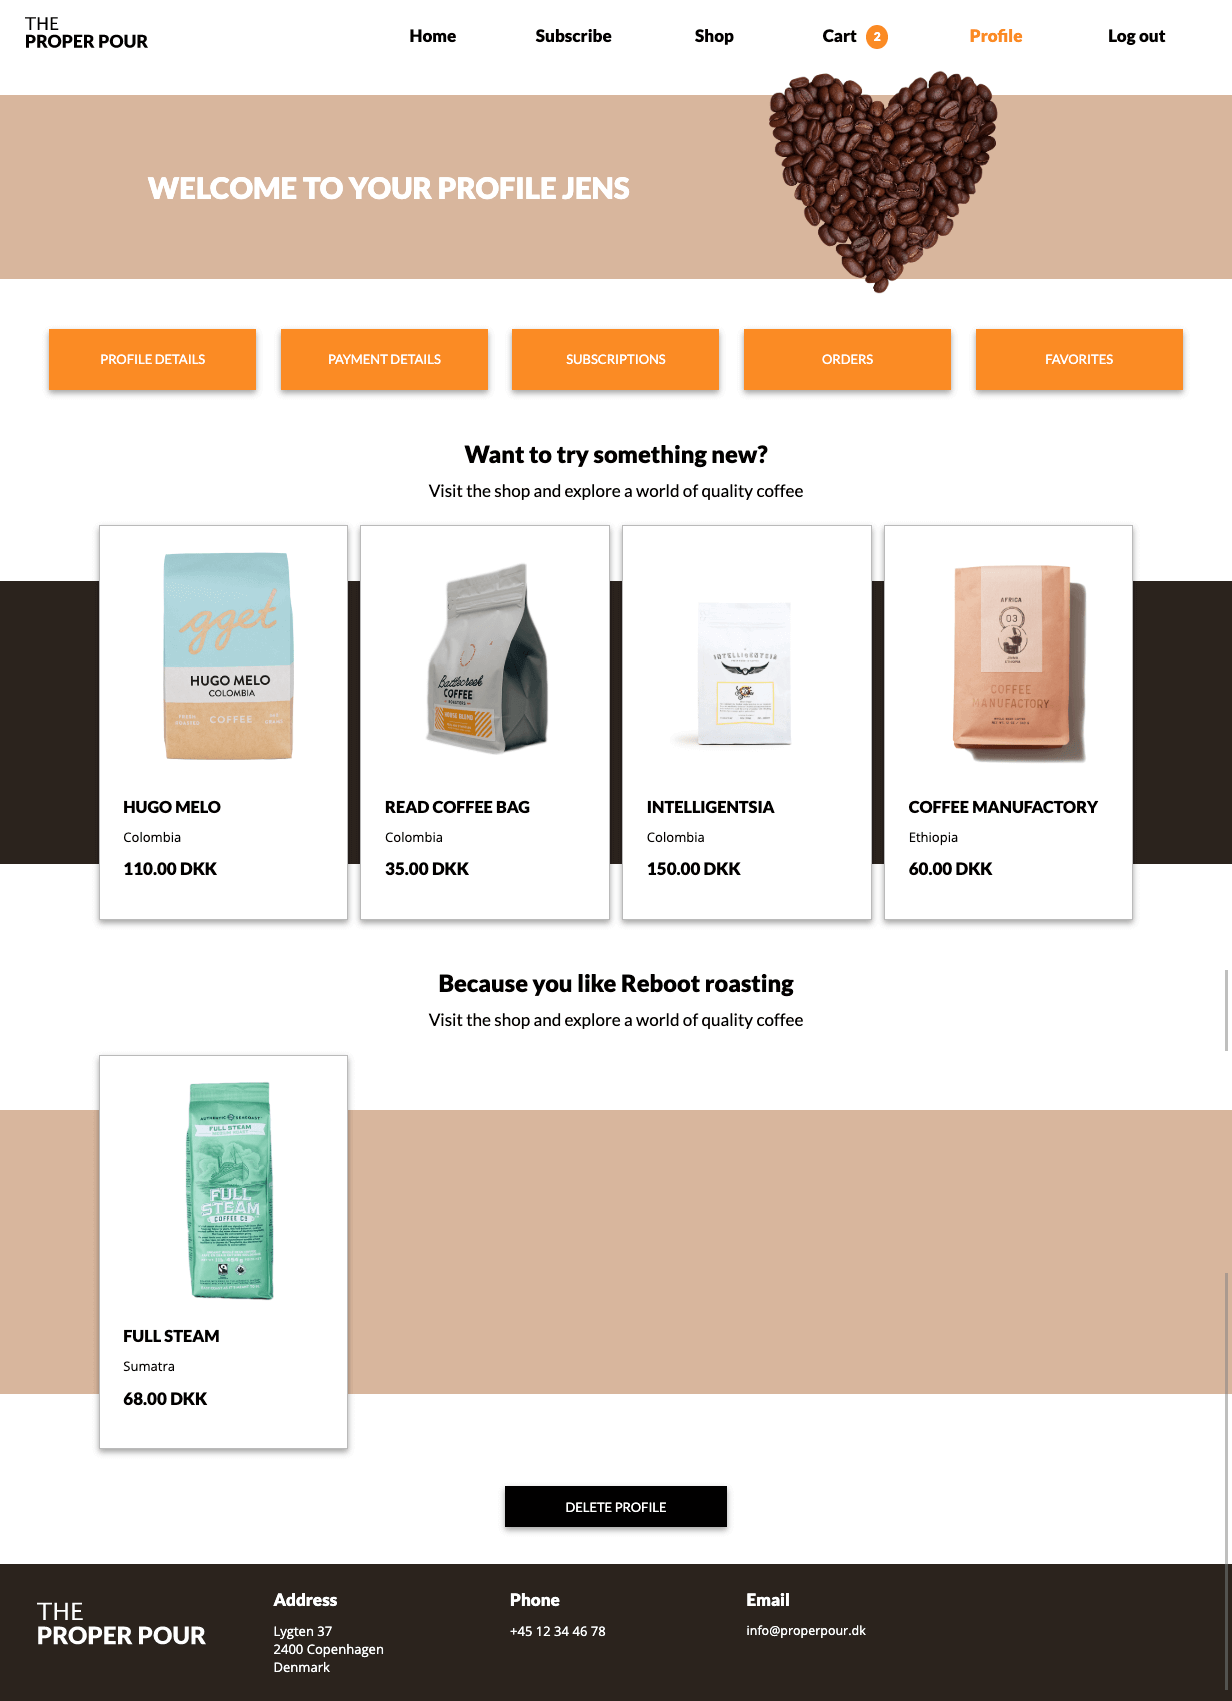 THE
PROPER POUR
Home
Subscribe
Shop
Cart 2
Profile
Log out
WELCOME TO YOUR PROFILE JENS
PROFILE DETAILS
PAYMENT DETAILS
SUBSCRIPTIONS
ORDERS
FAVORITES
Want to try something new?
Visit the shop and explore a world of quality coffee
gget
HUGO MELO
COLOMBIA
COFFEE
HUGO MELO
Colombia
110.00 DKK
COFFEE
READ COFFEE BAG
Colombia
35.00 DKK
INTELLIGENTSIA
INTELLIGENTSIA
Colombia
150.00 DKK
AFRICA
03
COFFEE
MANUFACTORY
COFFEE MANUFACTORY
Ethiopia
60.00 DKK
Because you like Reboot roasting
Visit the shop and explore a world of quality coffee
FULL STEAM
FULL
STEAM
COFFEE CO
FULL STEAM
Sumatra
68.00 DKK
DELETE PROFILE
THE
PROPER POUR
Address
Lygten 37
2400 Copenhagen
Denmark
Phone
+45 12 34 46 78
Email
info@properpour.dk